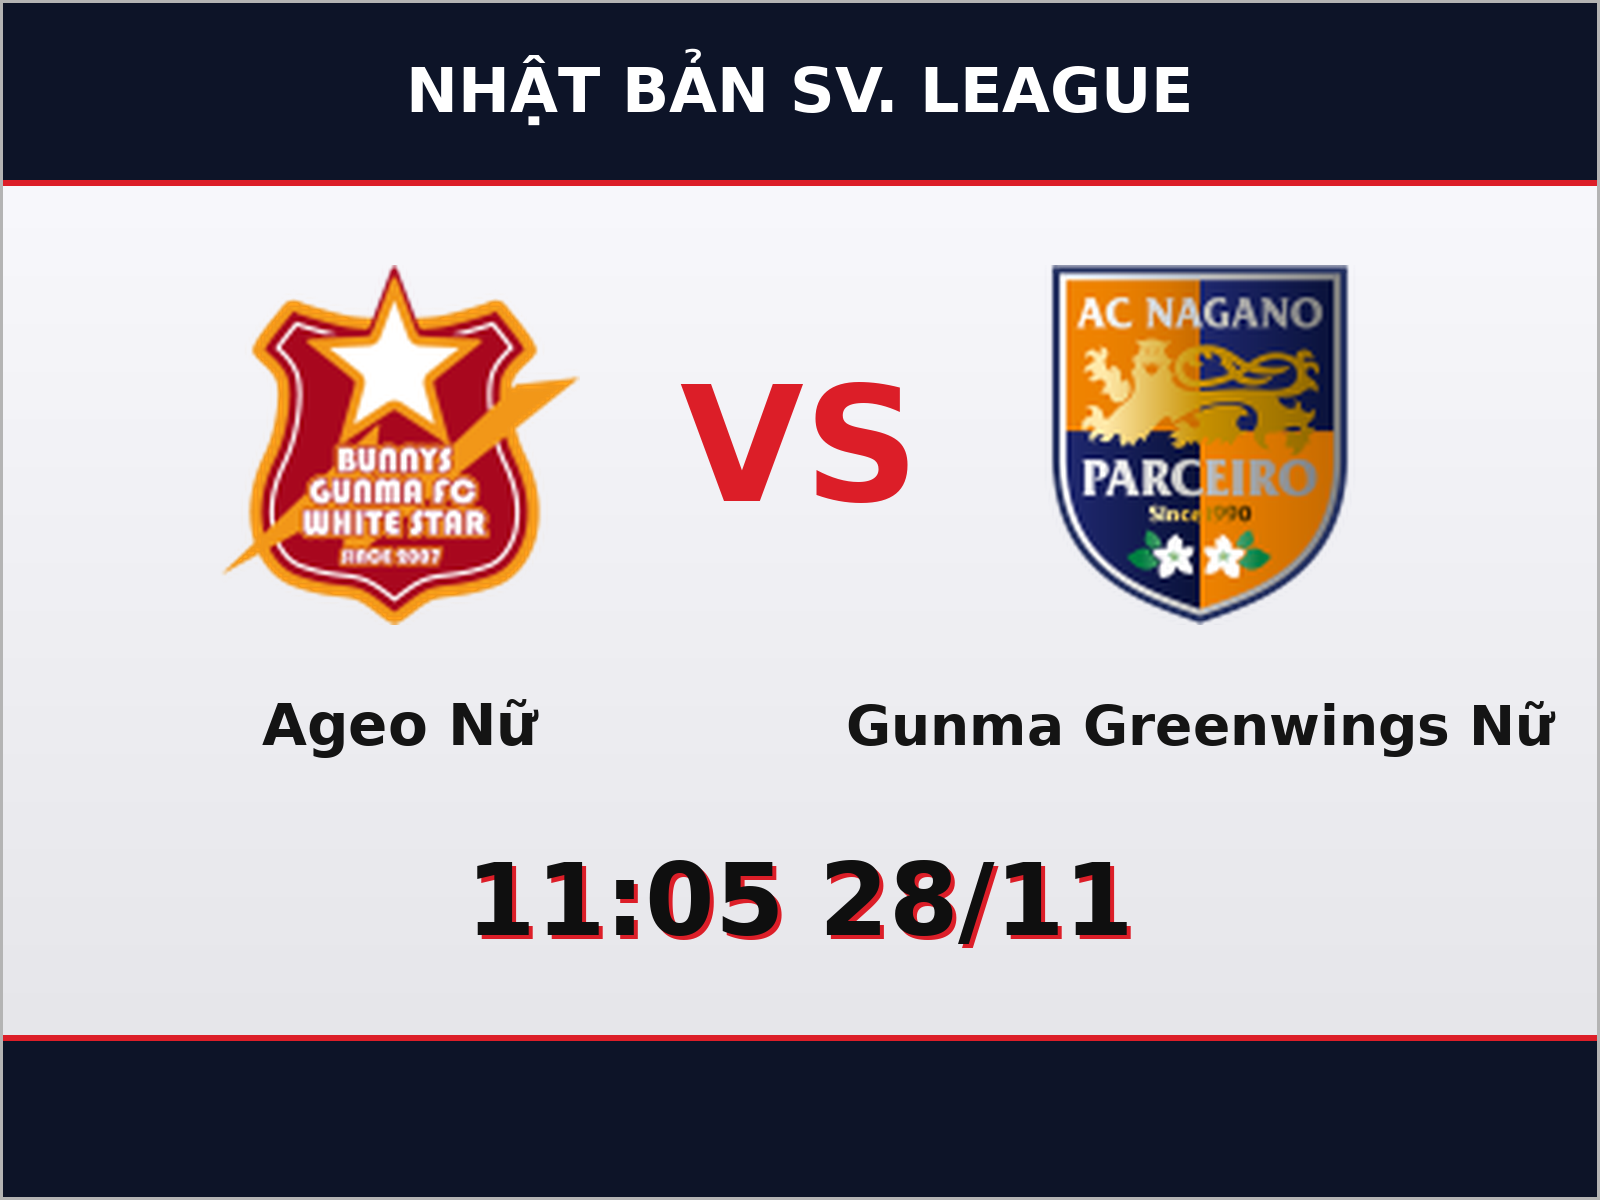 NHẬT BẢN SV. LEAGUE
BUNNYS
GUNMA FC
WHITE STAR
SINCE 2007
VS
AC NAGANO
PARCEIRO
Since 1990
Ageo Nữ
Gunma Greenwings Nữ
11:05 28/11